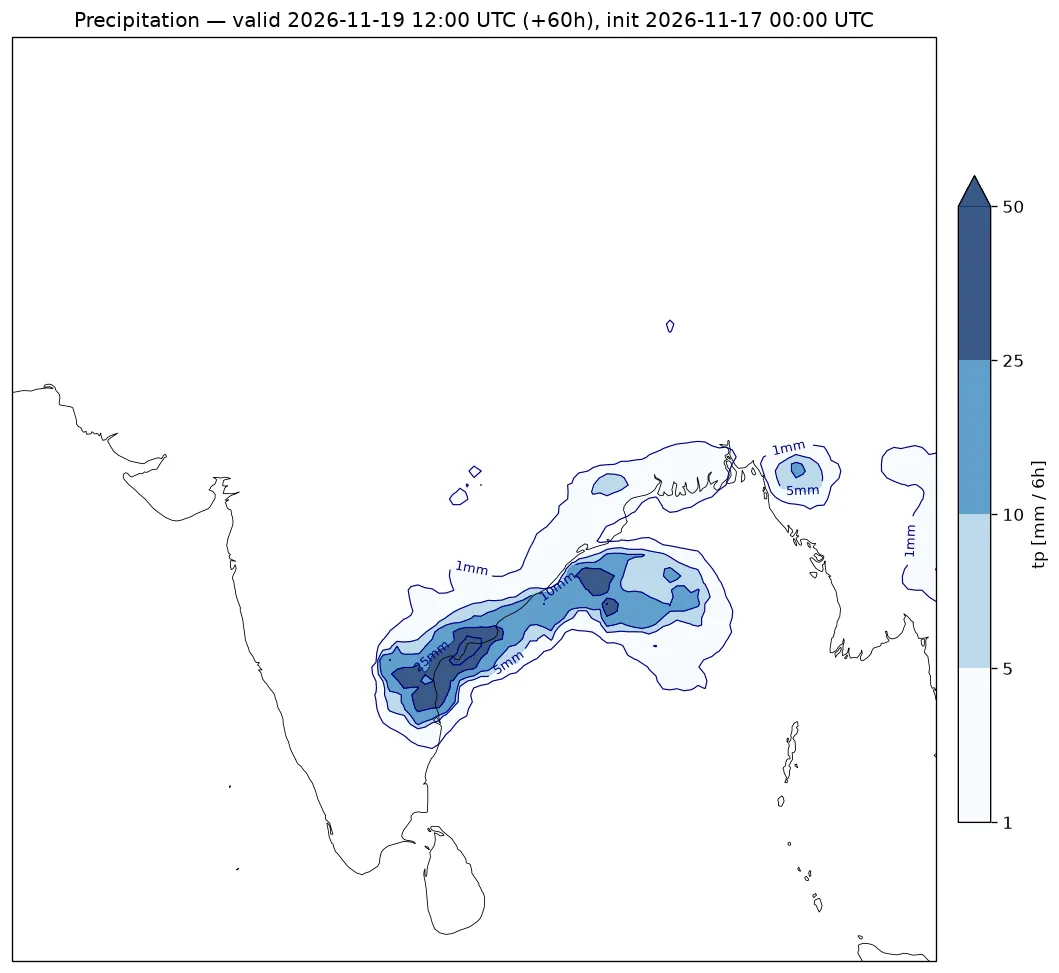 Precipitation — valid 2026-11-19 12:00 UTC (+60h), init 2026-11-17 00:00 UTC
50
25
10
5
1
tp [mm / 6h]
1mm
5mm
1mm
1mm
10mm
25mm
5mm